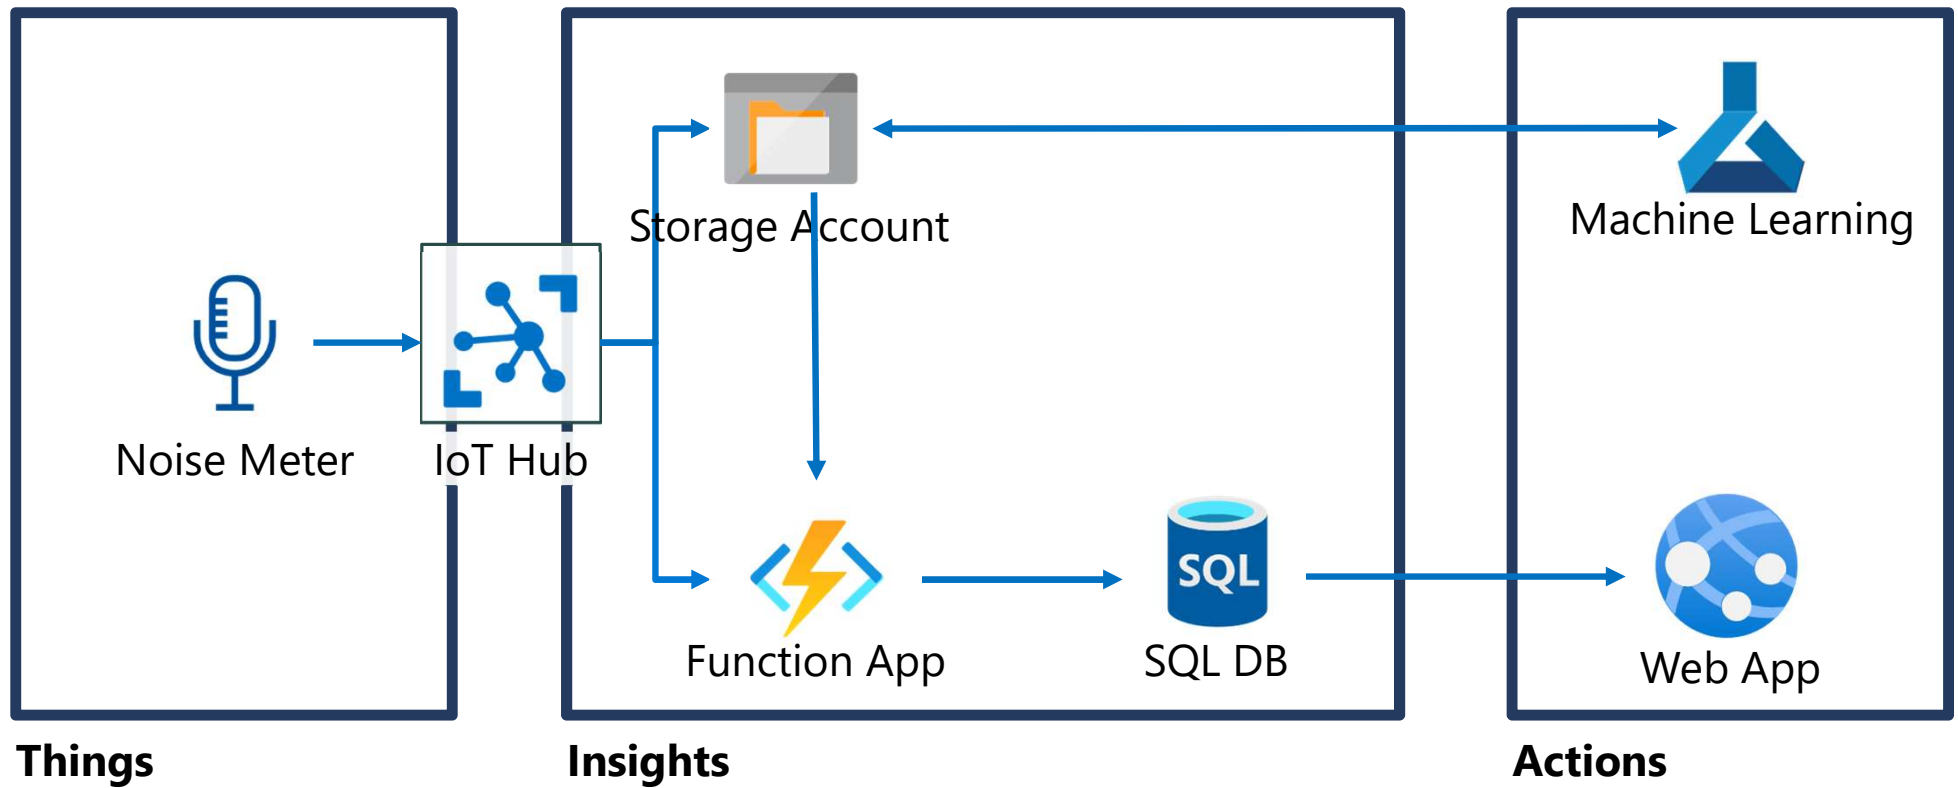 Storage Account
Machine Learning
Noise Meter
IoT Hub
SQL
Function App
SQL DB
Web App
Things
Insights
Actions